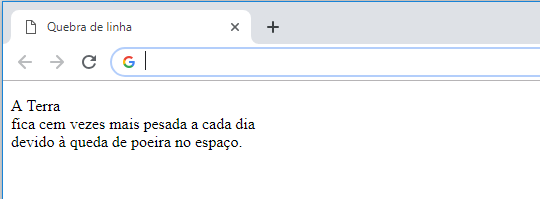 Quebra de linha
A Terra
fica cem vezes mais pesada a cada dia
devido à queda de poeira no espaço.